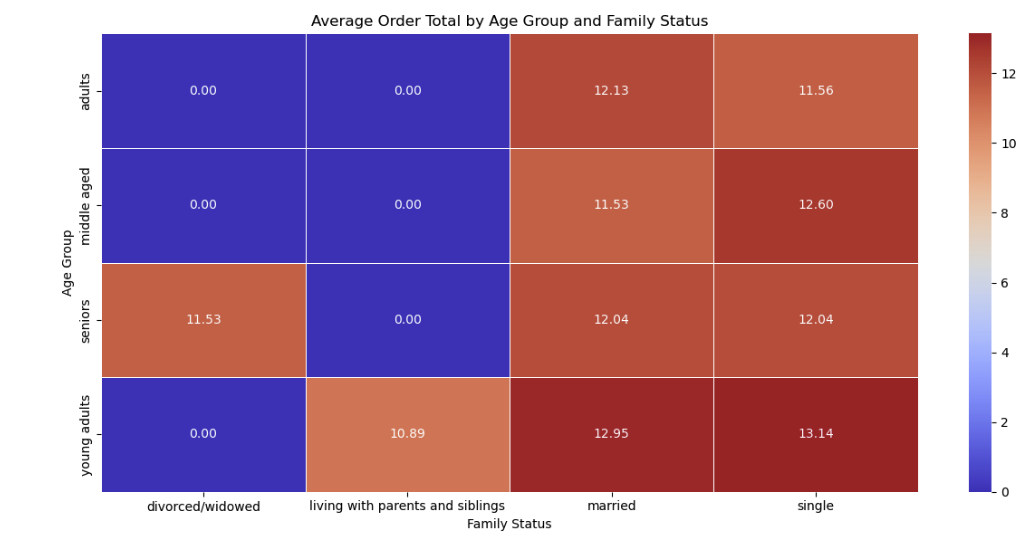 Average Order Total by Age Group and Family Status
Age Group
adults
0.00 0.00 12.13 11.56
middle aged
0.00 0.00 11.53 12.60
seniors
11.53 0.00 12.04 12.04
young adults
0.00 10.89 12.95 13.14
divorced/widowed living with parents and siblings married single
Family Status
12
10
8
6
4
2
0